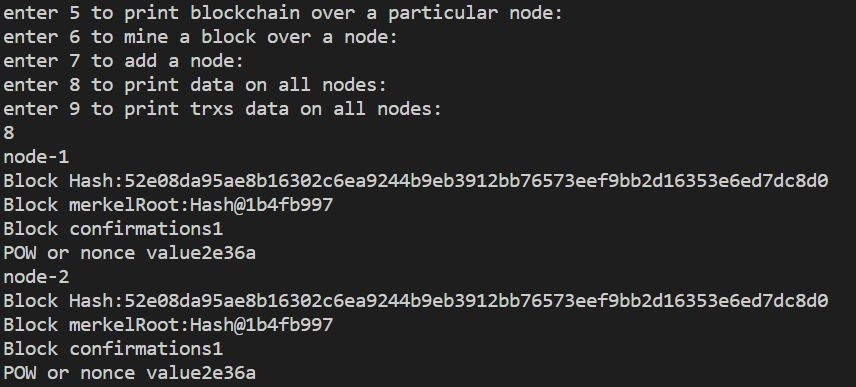 enter 5 to print blockchain over a particular node:
enter 6 to mine a block over a node:
enter 7 to add a node:
enter 8 to print data on all nodes:
enter 9 to print trxs data on all nodes:
8
node-1
Block Hash:52e08da95ae8b16302c6ea9244b9eb3912bb76573eef9bb2d16353e6ed7dc8d0
Block merkelRoot:Hash@1b4fb997
Block confirmations1
POW or nonce value2e36a
node-2
Block Hash:52e08da95ae8b16302c6ea9244b9eb3912bb76573eef9bb2d16353e6ed7dc8d0
Block merkelRoot:Hash@1b4fb997
Block confirmations1
POW or nonce value2e36a